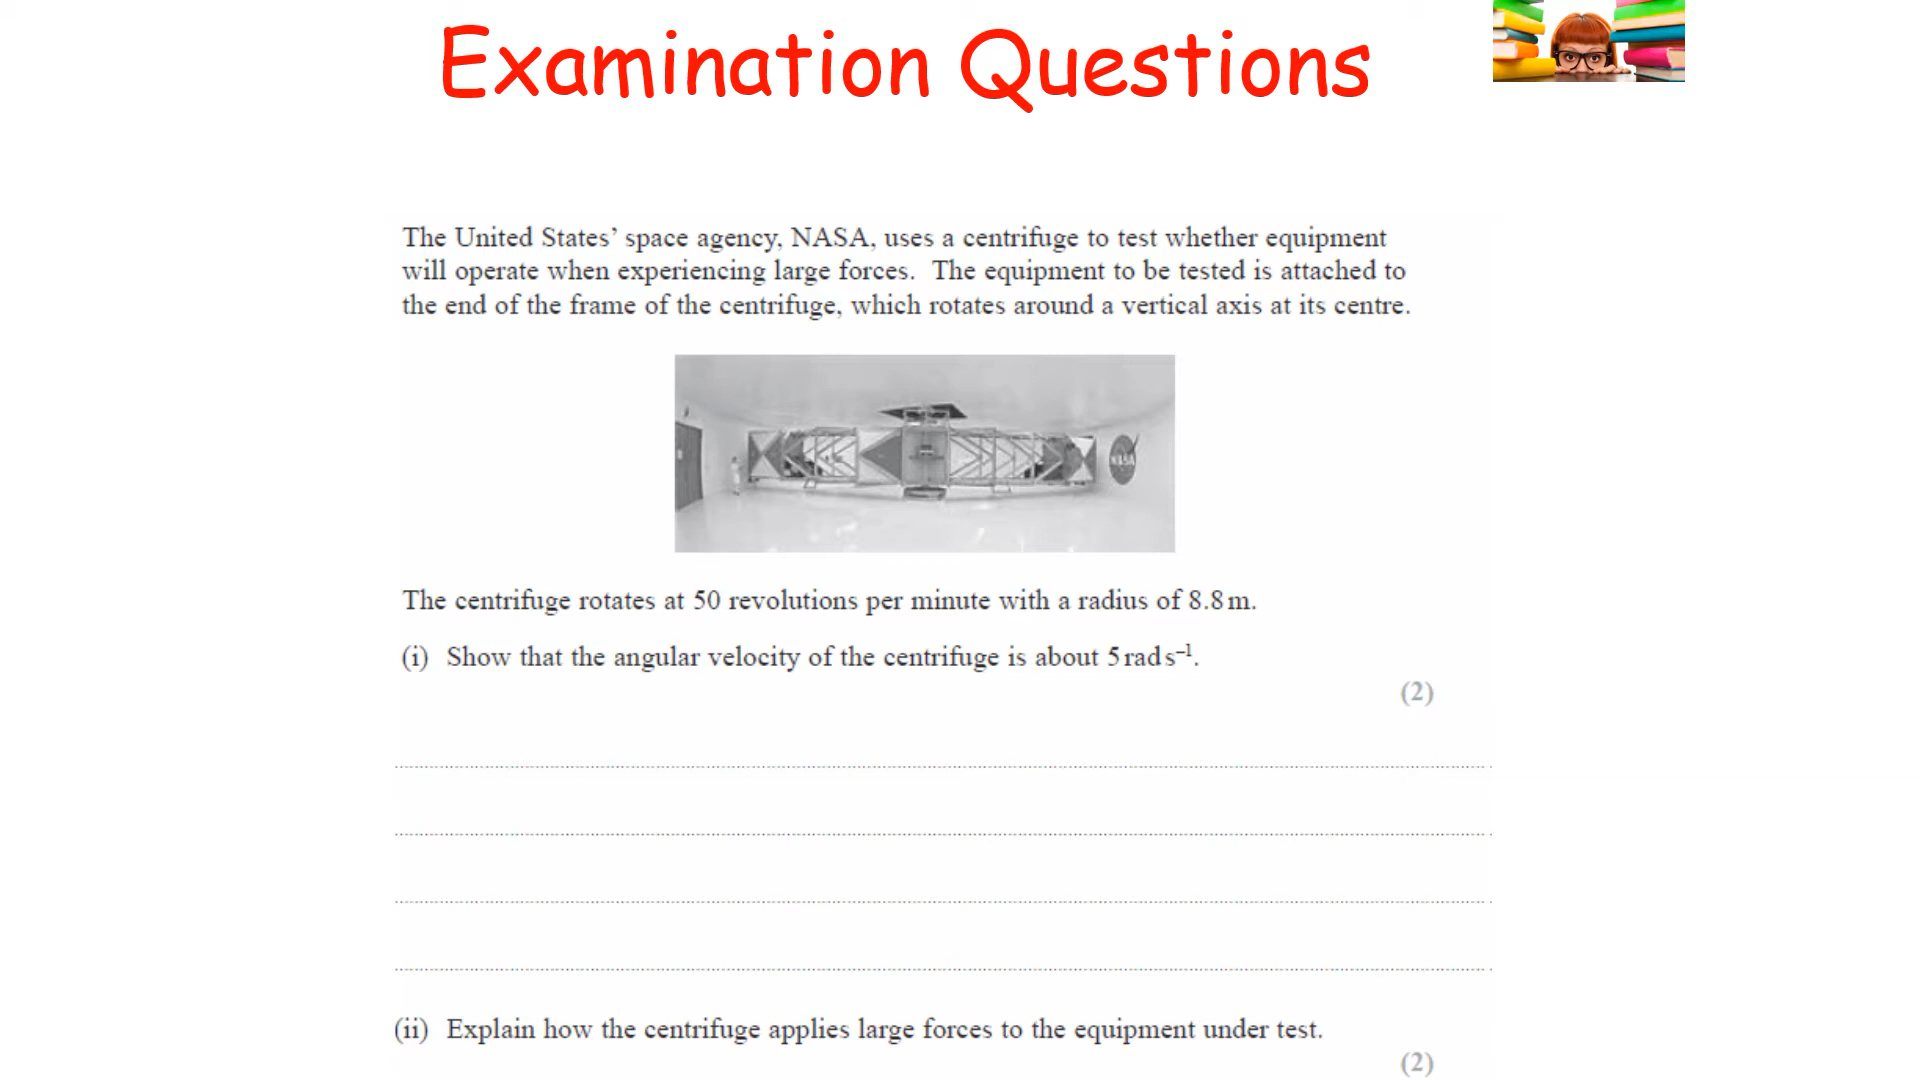 Examination Questions
The United States’ space agency, NASA, uses a centrifuge to test whether equipment
will operate when experiencing large forces. The equipment to be tested is attached to
the end of the frame of the centrifuge, which rotates around a vertical axis at its centre.
NASA
The centrifuge rotates at 50 revolutions per minute with a radius of 8.8 m.
(i) Show that the angular velocity of the centrifuge is about 5 rad s⁻¹.
(2)
(ii) Explain how the centrifuge applies large forces to the equipment under test.
(2)